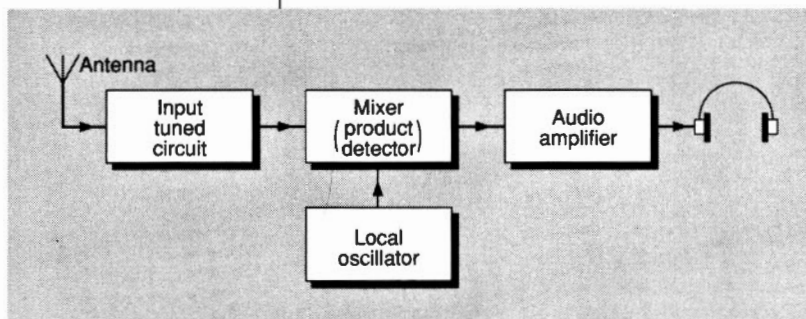 Antenna
Input
tuned
circuit
Mixer
(product)
detector
Audio
amplifier
Local
oscillator